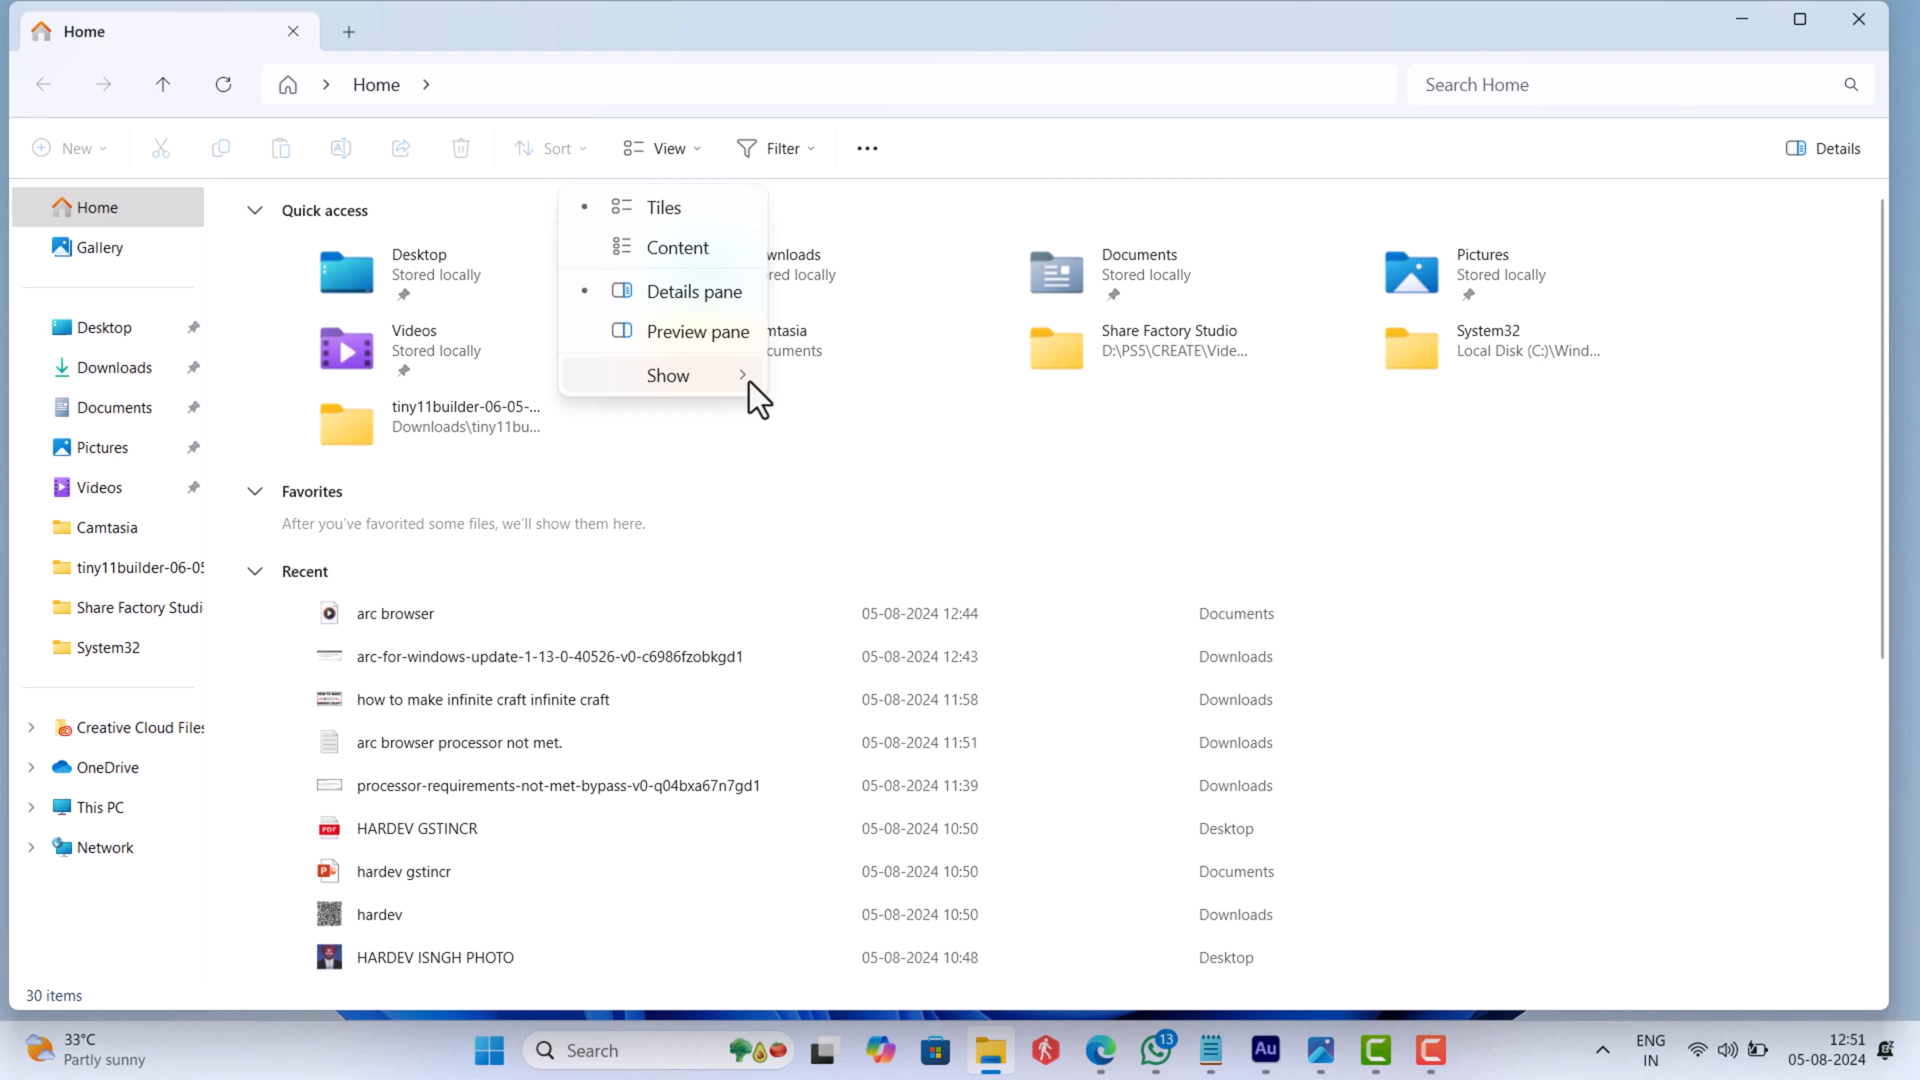 Home
Home
Search Home
New
Sort
View
Filter
Details
Home
Gallery
Desktop
Downloads
Documents
Pictures
Videos
Camtasia
tiny11builder-06-05
Share Factory Studi
System32
Creative Cloud Files
OneDrive
This PC
Network
Quick access
Desktop
Stored locally
wnloads
red locally
Documents
Stored locally
Pictures
Stored locally
Videos
Stored locally
mtasia
cuments
Share Factory Studio
D:\PS5\CREATE\Vide...
System32
Local Disk (C:)\Wind...
tiny11builder-06-05-...
Downloads\tiny11bu...
Tiles
Content
Details pane
Preview pane
Show
Favorites
After you've favorited some files, we'll show them here.
Recent
arc browser 05-08-2024 12:44 Documents
arc-for-windows-update-1-13-0-40526-v0-c6986fzobkgd1 05-08-2024 12:43 Downloads
how to make infinite craft infinite craft 05-08-2024 11:58 Downloads
arc browser processor not met. 05-08-2024 11:51 Downloads
processor-requirements-not-met-bypass-v0-q04bxa67n7gd1 05-08-2024 11:39 Downloads
PDF HARDEV GSTINCR 05-08-2024 10:50 Desktop
hardev gstincr 05-08-2024 10:50 Documents
hardev 05-08-2024 10:50 Downloads
HARDEV ISNGH PHOTO 05-08-2024 10:48 Desktop
30 items
33°C
Partly sunny
Search
13
Au
ENG
IN
12:51
05-08-2024